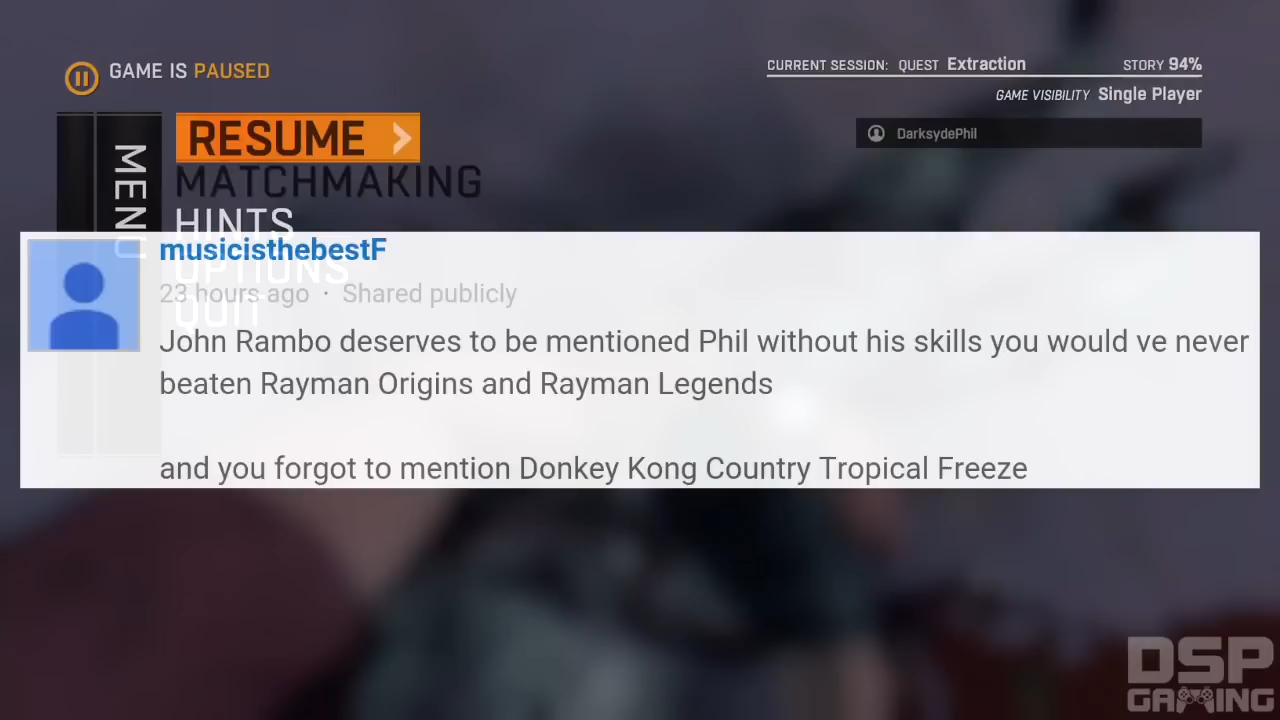 GAME IS PAUSED
CURRENT SESSION: QUEST Extraction STORY 94%
GAME VISIBILITY Single Player
DarksydePhil
MENU
RESUME
MATCHMAKING
HINTS
OPTIONS
QUIT
musicisthebestF
23 hours ago · Shared publicly
John Rambo deserves to be mentioned Phil without his skills you would ve never
beaten Rayman Origins and Rayman Legends
and you forgot to mention Donkey Kong Country Tropical Freeze
DSP
GAMING